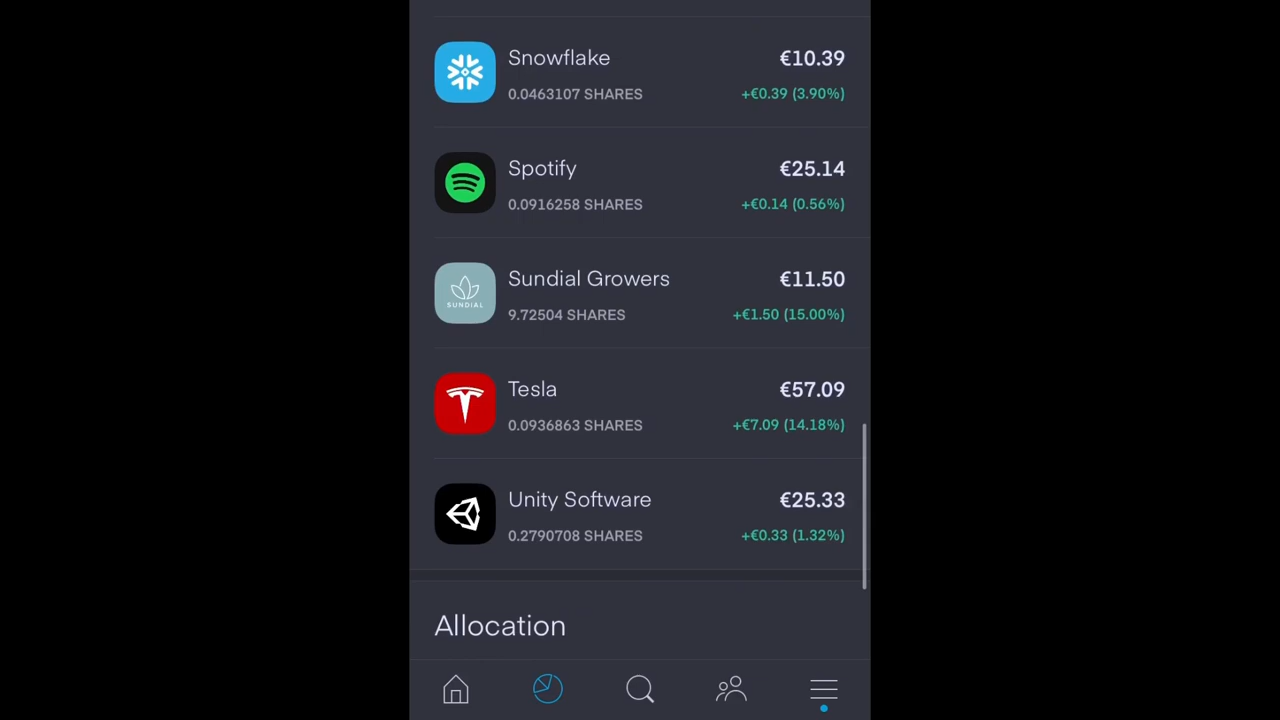 Snowflake
€10.39
0.0463107 SHARES
+€0.39 (3.90%)
Spotify
€25.14
0.0916258 SHARES
+€0.14 (0.56%)
SUNDIAL
Sundial Growers
€11.50
9.72504 SHARES
+€1.50 (15.00%)
Tesla
€57.09
0.0936863 SHARES
+€7.09 (14.18%)
Unity Software
€25.33
0.2790708 SHARES
+€0.33 (1.32%)
Allocation